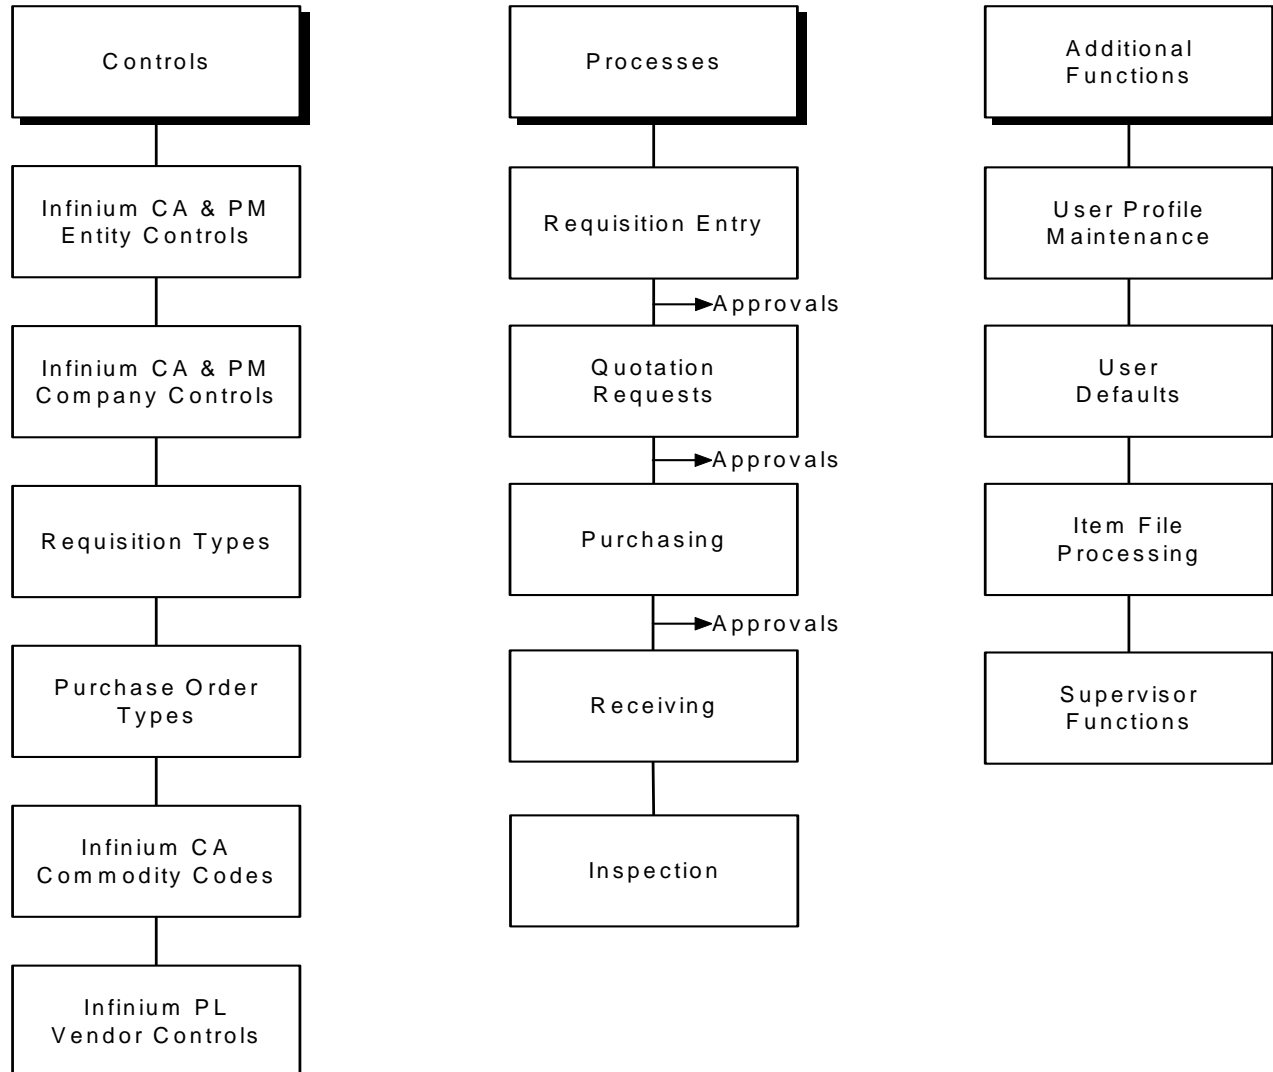 Controls
Infinium CA & PM
Entity Controls
Infinium CA & PM
Company Controls
Requisition Types
Purchase Order
Types
Infinium CA
Commodity Codes
Infinium PL
Vendor Controls
Processes
Requisition Entry
Approvals
Quotation
Requests
Approvals
Purchasing
Approvals
Receiving
Inspection
Additional
Functions
User Profile
Maintenance
User
Defaults
Item File
Processing
Supervisor
Functions